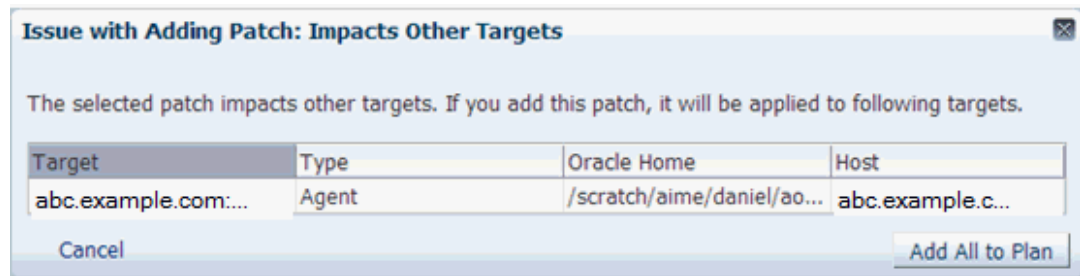 Issue with Adding Patch: Impacts Other Targets
The selected patch impacts other targets. If you add this patch, it will be applied to following targets.
Target Type Oracle Home Host
abc.example.com:... Agent /scratch/aime/daniel/ao... abc.example.c...
Cancel Add All to Plan